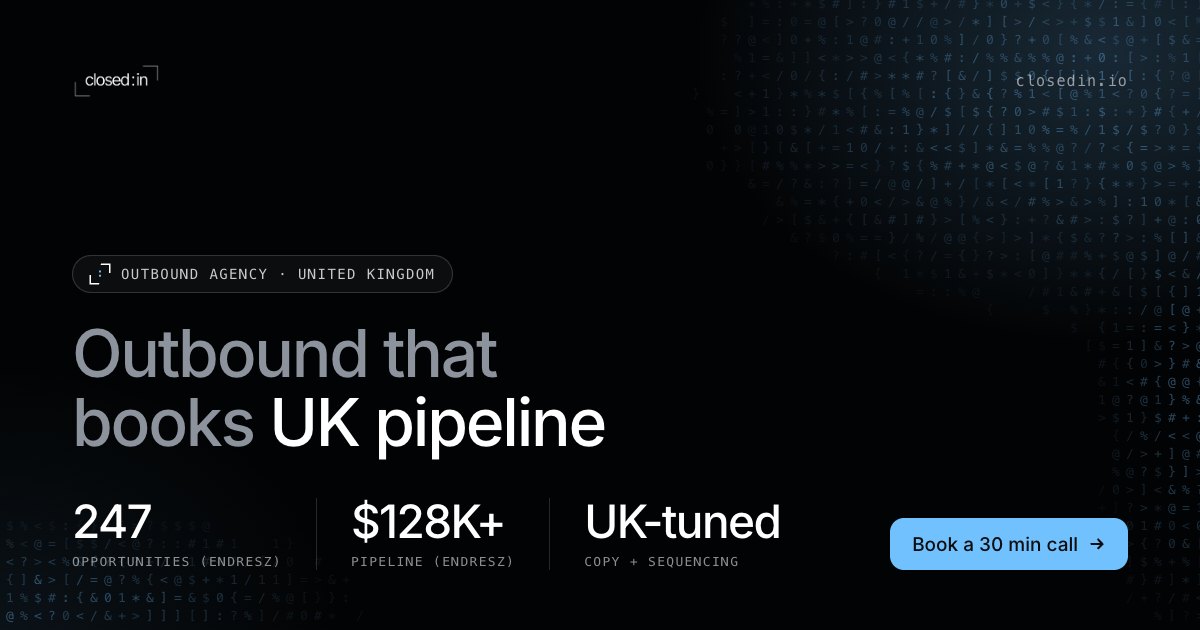 closed:in
closedin.io
OUTBOUND AGENCY · UNITED KINGDOM
Outbound that
books UK pipeline
247
OPPORTUNITIES (ENDRESZ)
$128K+
PIPELINE (ENDRESZ)
UK-tuned
COPY + SEQUENCING
Book a 30 min call →